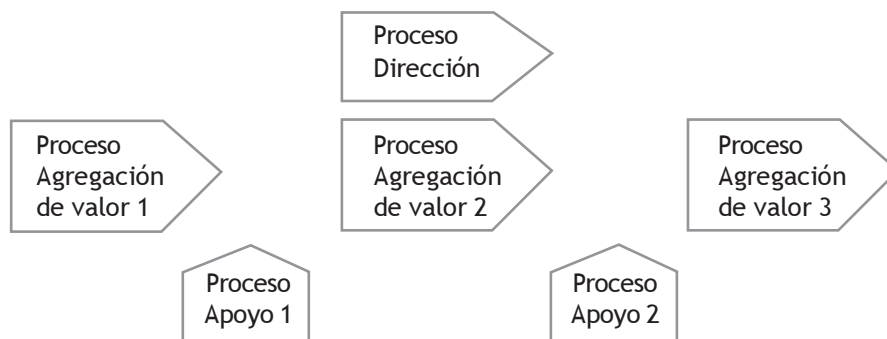 Proceso
Dirección
Proceso
Agregación
de valor 1
Proceso
Agregación
de valor 2
Proceso
Agregación
de valor 3
Proceso
Apoyo 1
Proceso
Apoyo 2